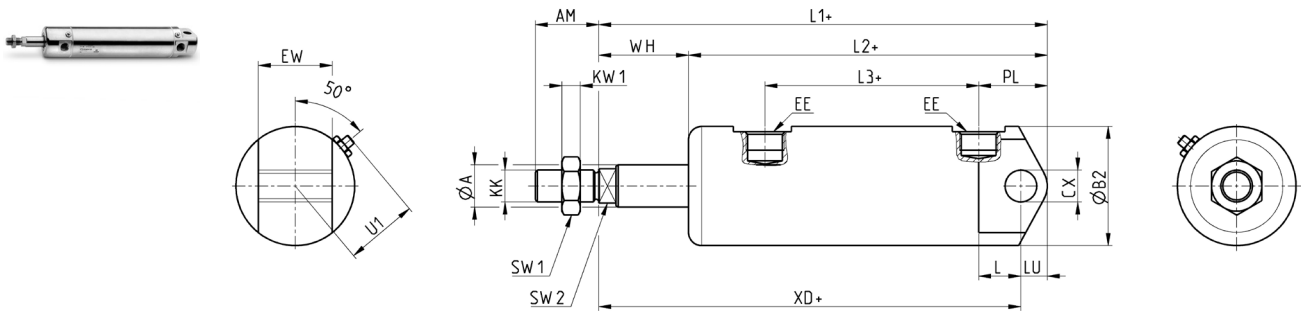 AM
L1+
WH
L2+
EW
KW1
L3+
PL
50°
EE
EE
ØA
KK
CX
ØB2
U1
SW1
L
LU
SW2
XD+